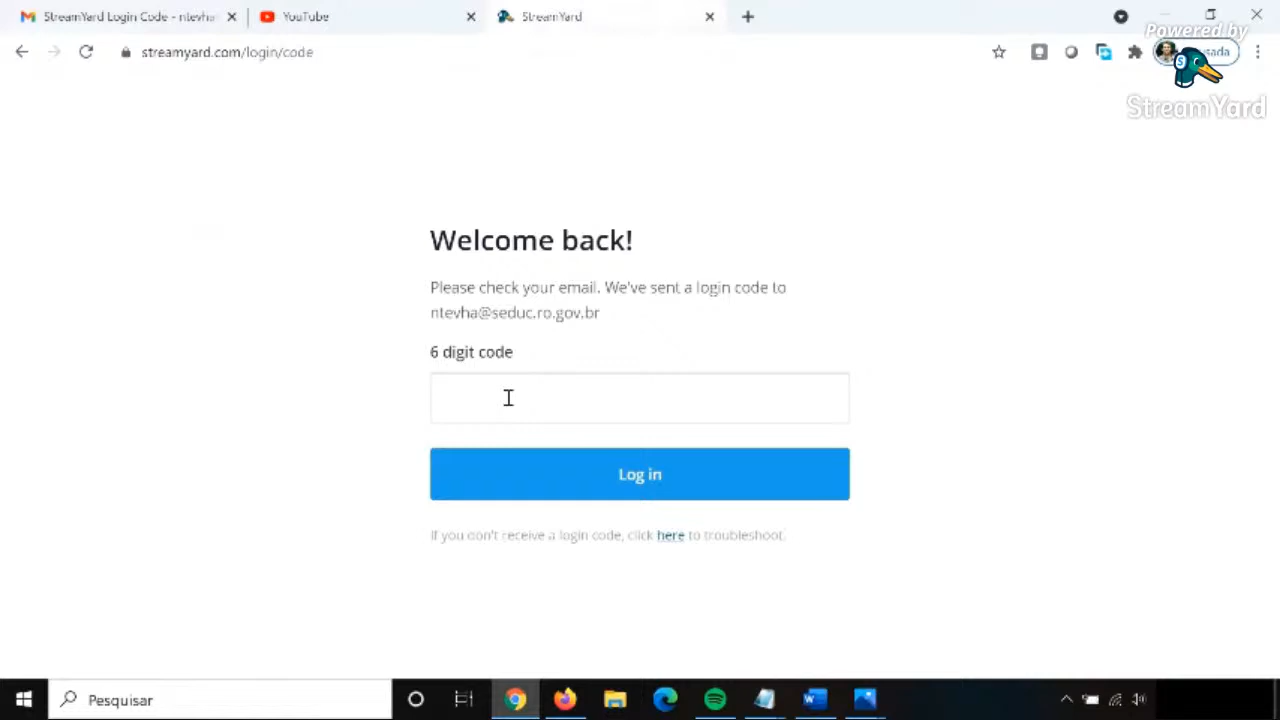 StreamYard Login Code - ntevha
YouTube
StreamYard
streamyard.com/login/code
Powered by
StreamYard
Welcome back!
Please check your email. We've sent a login code to
ntevha@seduc.ro.gov.br
6 digit code
Log in
If you don't receive a login code, click here to troubleshoot.
Pesquisar